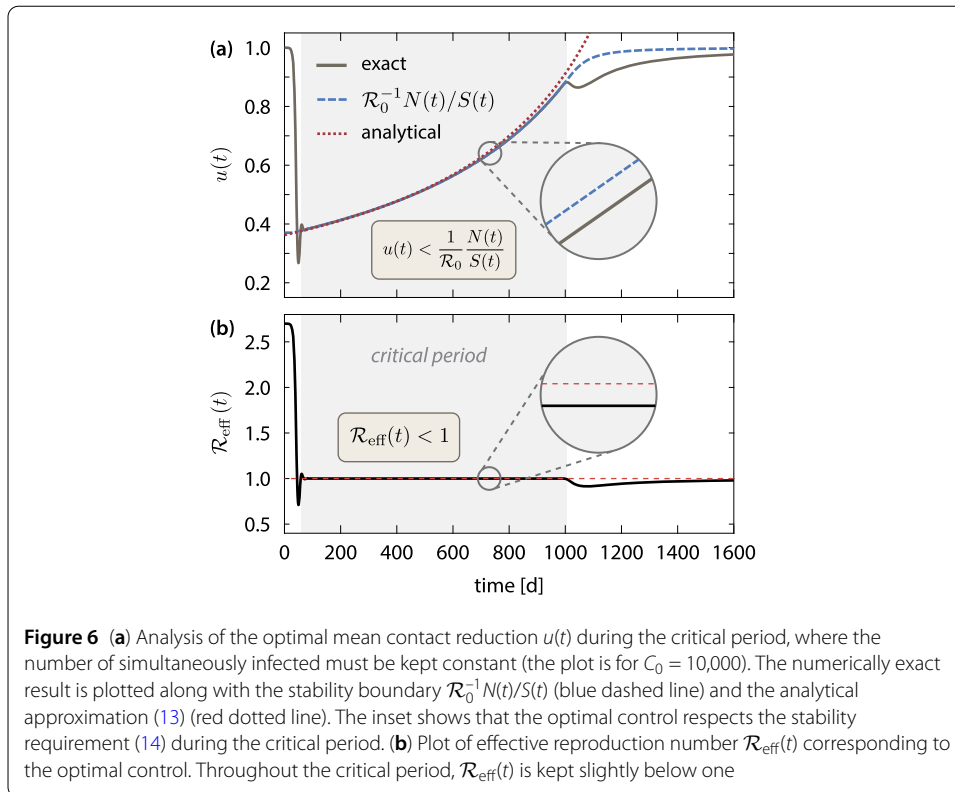 (a)
1.0
0.8
0.6
0.4
0.2
u(t)
exact
R₀⁻¹N(t)/S(t)
analytical
u(t) < 1/R₀ N(t)/S(t)
(b)
2.5
2.0
1.5
1.0
0.5
R_eff(t)
critical period
R_eff(t) < 1
0 200 400 600 800 1000 1200 1400 1600
time [d]
Figure 6 (a) Analysis of the optimal mean contact reduction u(t) during the critical period, where the
number of simultaneously infected must be kept constant (the plot is for C₀ = 10,000). The numerically exact
result is plotted along with the stability boundary R₀⁻¹N(t)/S(t) (blue dashed line) and the analytical
approximation (13) (red dotted line). The inset shows that the optimal control respects the stability
requirement (14) during the critical period. (b) Plot of effective reproduction number R_eff(t) corresponding to
the optimal control. Throughout the critical period, R_eff(t) is kept slightly below one